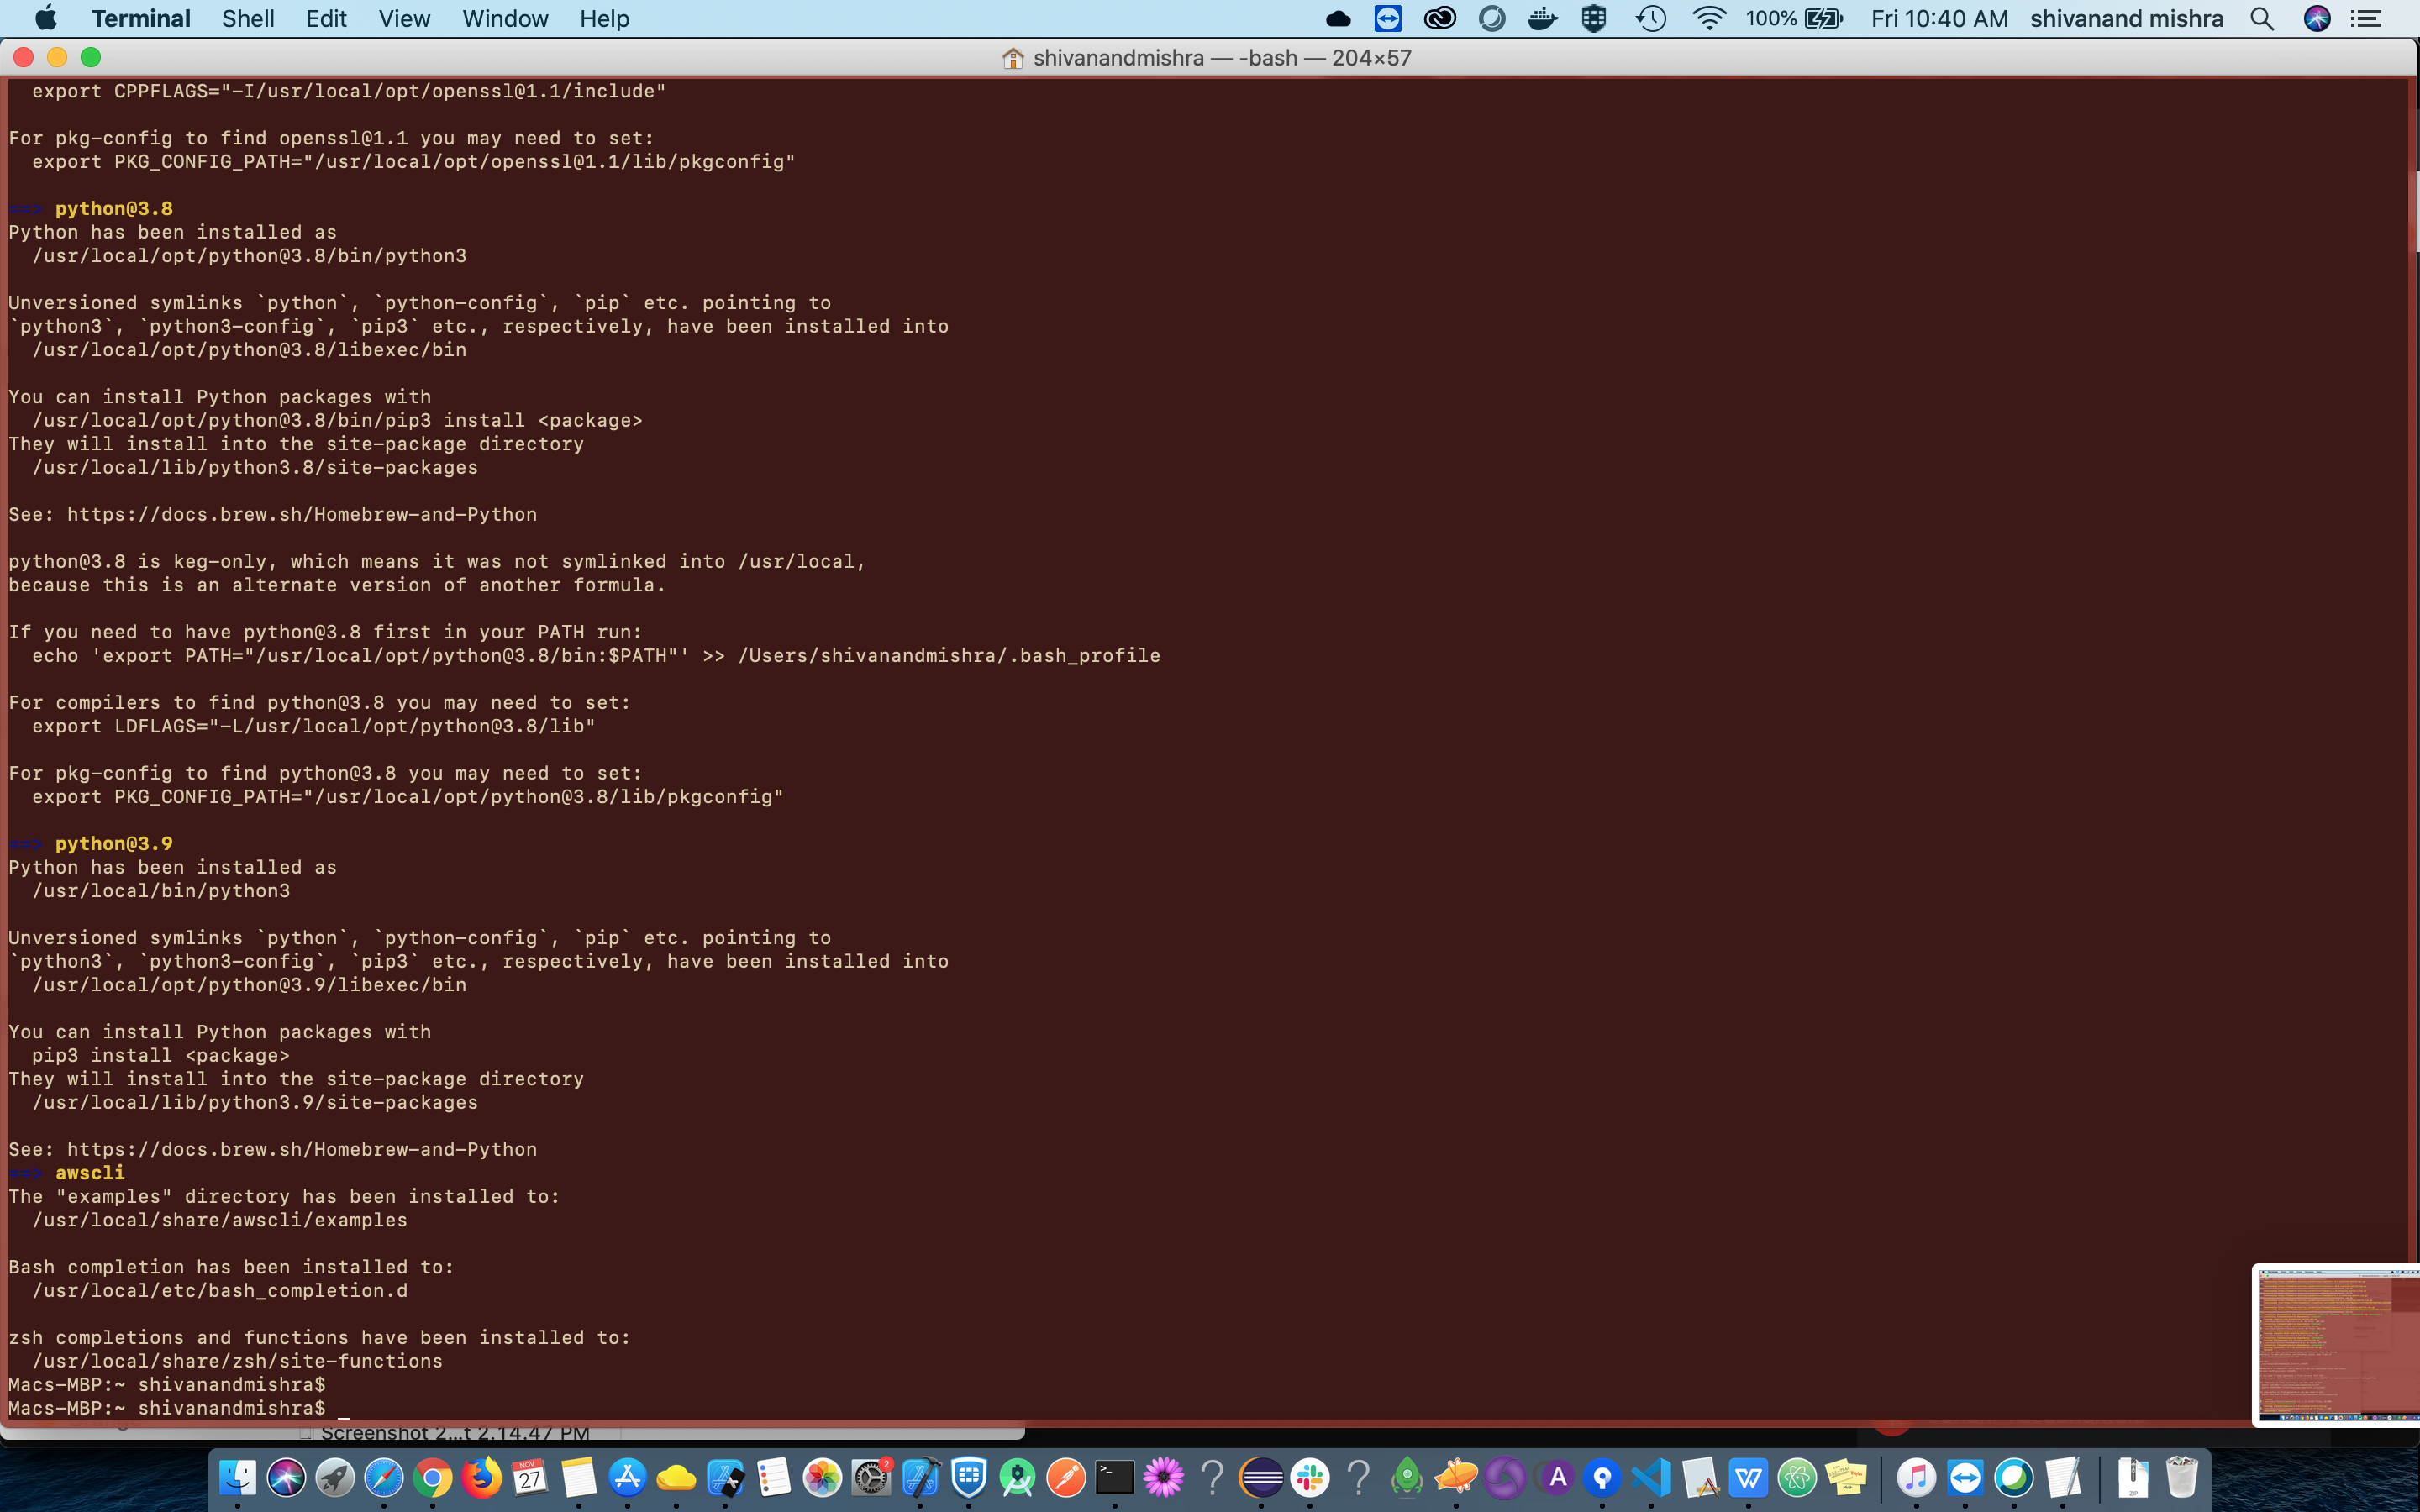 Terminal Shell Edit View Window Help 100% Fri 10:40 AM shivanand mishra
shivanandmishra — -bash — 204×57
export CPPFLAGS="-I/usr/local/opt/openssl@1.1/include"
For pkg-config to find openssl@1.1 you may need to set:
export PKG_CONFIG_PATH="/usr/local/opt/openssl@1.1/lib/pkgconfig"
==> python@3.8
Python has been installed as
/usr/local/opt/python@3.8/bin/python3
Unversioned symlinks `python`, `python-config`, `pip` etc. pointing to
`python3`, `python3-config`, `pip3` etc., respectively, have been installed into
/usr/local/opt/python@3.8/libexec/bin
You can install Python packages with
/usr/local/opt/python@3.8/bin/pip3 install <package>
They will install into the site-package directory
/usr/local/lib/python3.8/site-packages
See: https://docs.brew.sh/Homebrew-and-Python
python@3.8 is keg-only, which means it was not symlinked into /usr/local,
because this is an alternate version of another formula.
If you need to have python@3.8 first in your PATH run:
echo 'export PATH="/usr/local/opt/python@3.8/bin:$PATH"' >> /Users/shivanandmishra/.bash_profile
For compilers to find python@3.8 you may need to set:
export LDFLAGS="-L/usr/local/opt/python@3.8/lib"
For pkg-config to find python@3.8 you may need to set:
export PKG_CONFIG_PATH="/usr/local/opt/python@3.8/lib/pkgconfig"
==> python@3.9
Python has been installed as
/usr/local/bin/python3
Unversioned symlinks `python`, `python-config`, `pip` etc. pointing to
`python3`, `python3-config`, `pip3` etc., respectively, have been installed into
/usr/local/opt/python@3.9/libexec/bin
You can install Python packages with
pip3 install <package>
They will install into the site-package directory
/usr/local/lib/python3.9/site-packages
See: https://docs.brew.sh/Homebrew-and-Python
==> awscli
The "examples" directory has been installed to:
/usr/local/share/awscli/examples
Bash completion has been installed to:
/usr/local/etc/bash_completion.d
zsh completions and functions have been installed to:
/usr/local/share/zsh/site-functions
Macs-MBP:~ shivanandmishra$
Macs-MBP:~ shivanandmishra$
Screenshot 2...t 2.14.47 PM
NOV
27
2
ZIP